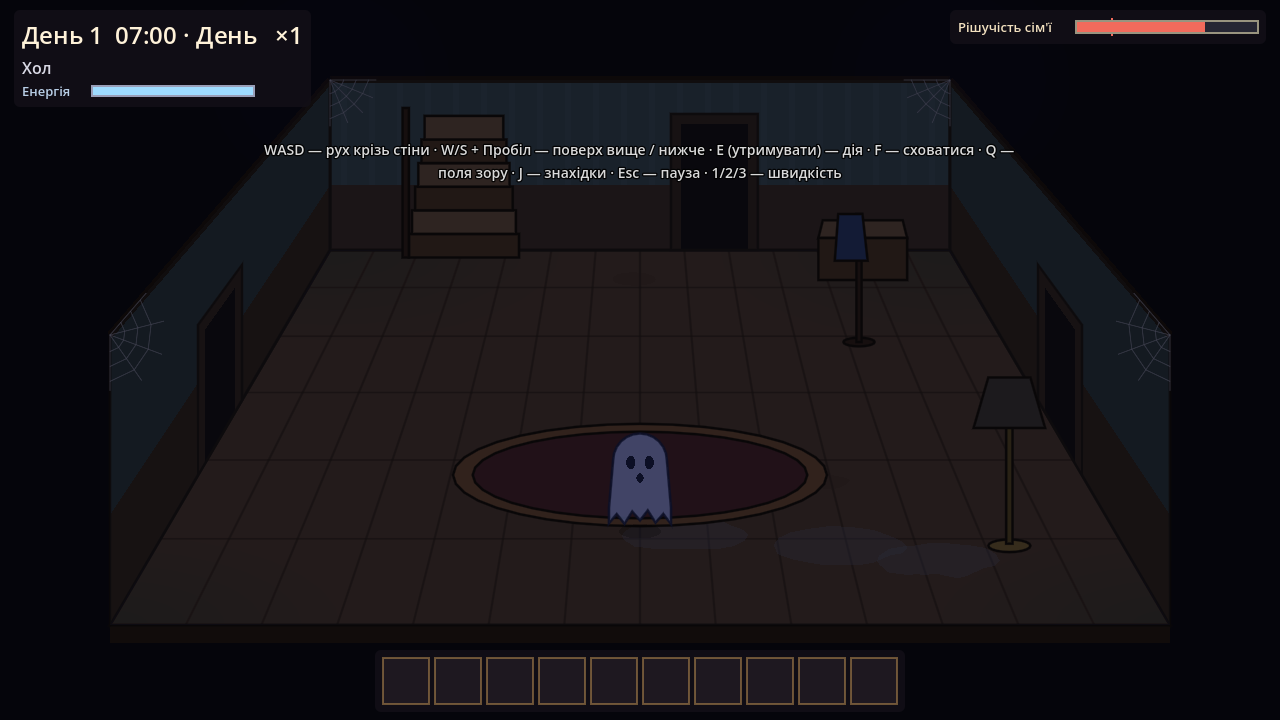 День 1 07:00 · День ×1
Хол
Енергія
Рішучість сім'ї
WASD — рух крізь стіни · W/S + Пробіл — поверх вище / нижче · E (утримувати) — дія · F — сховатися · Q —
поля зору · J — знахідки · Esc — пауза · 1/2/3 — швидкість